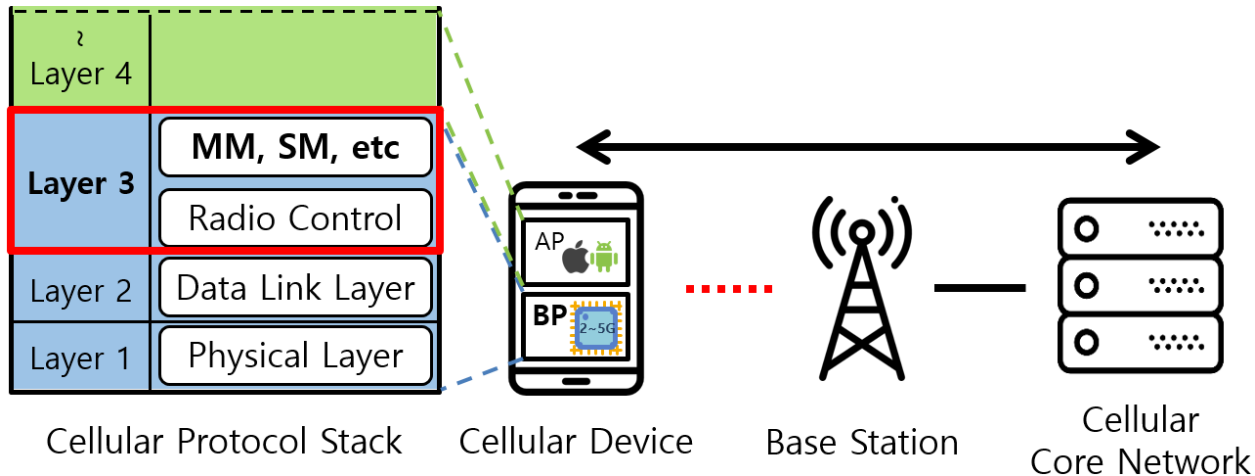 ~
Layer 4
Layer 3
MM, SM, etc
Radio Control
Layer 2
Data Link Layer
Layer 1
Physical Layer
AP
BP
2~5G
Cellular Protocol Stack
Cellular Device
Base Station
Cellular
Core Network